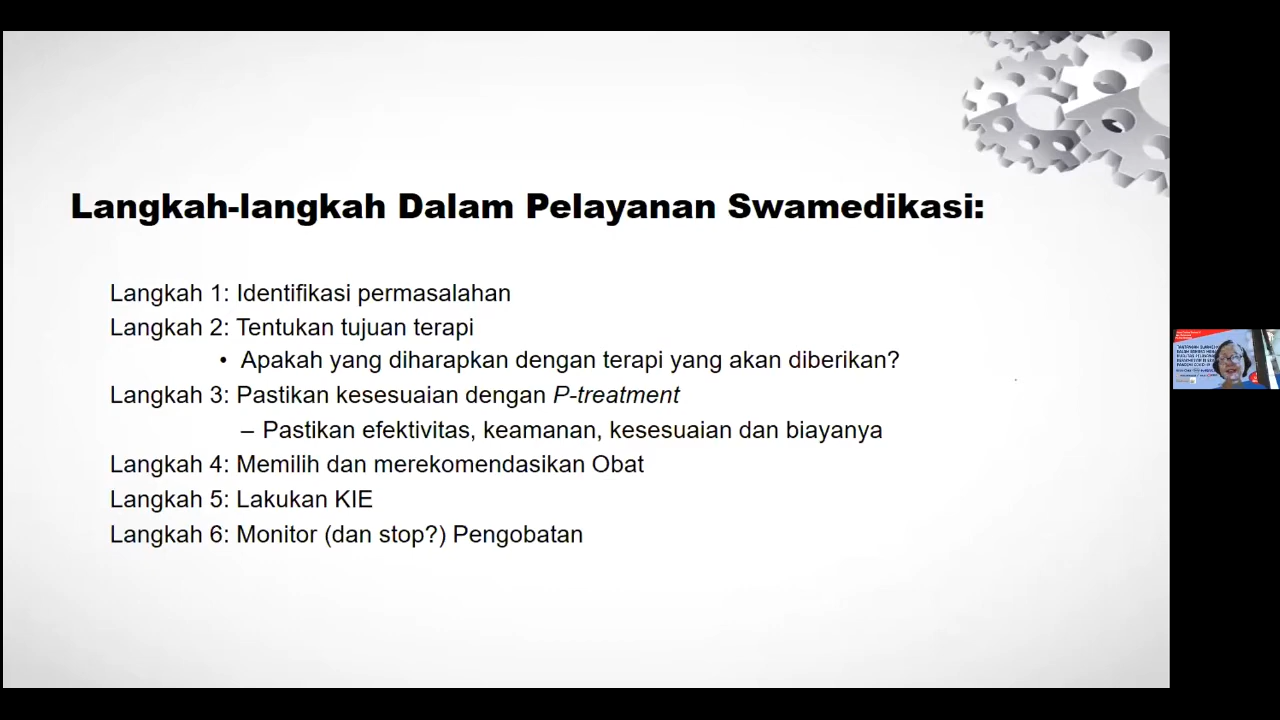 Langkah-langkah Dalam Pelayanan Swamedikasi:
Langkah 1: Identifikasi permasalahan
Langkah 2: Tentukan tujuan terapi
• Apakah yang diharapkan dengan terapi yang akan diberikan?
Langkah 3: Pastikan kesesuaian dengan P-treatment
– Pastikan efektivitas, keamanan, kesesuaian dan biayanya
Langkah 4: Memilih dan merekomendasikan Obat
Langkah 5: Lakukan KIE
Langkah 6: Monitor (dan stop?) Pengobatan